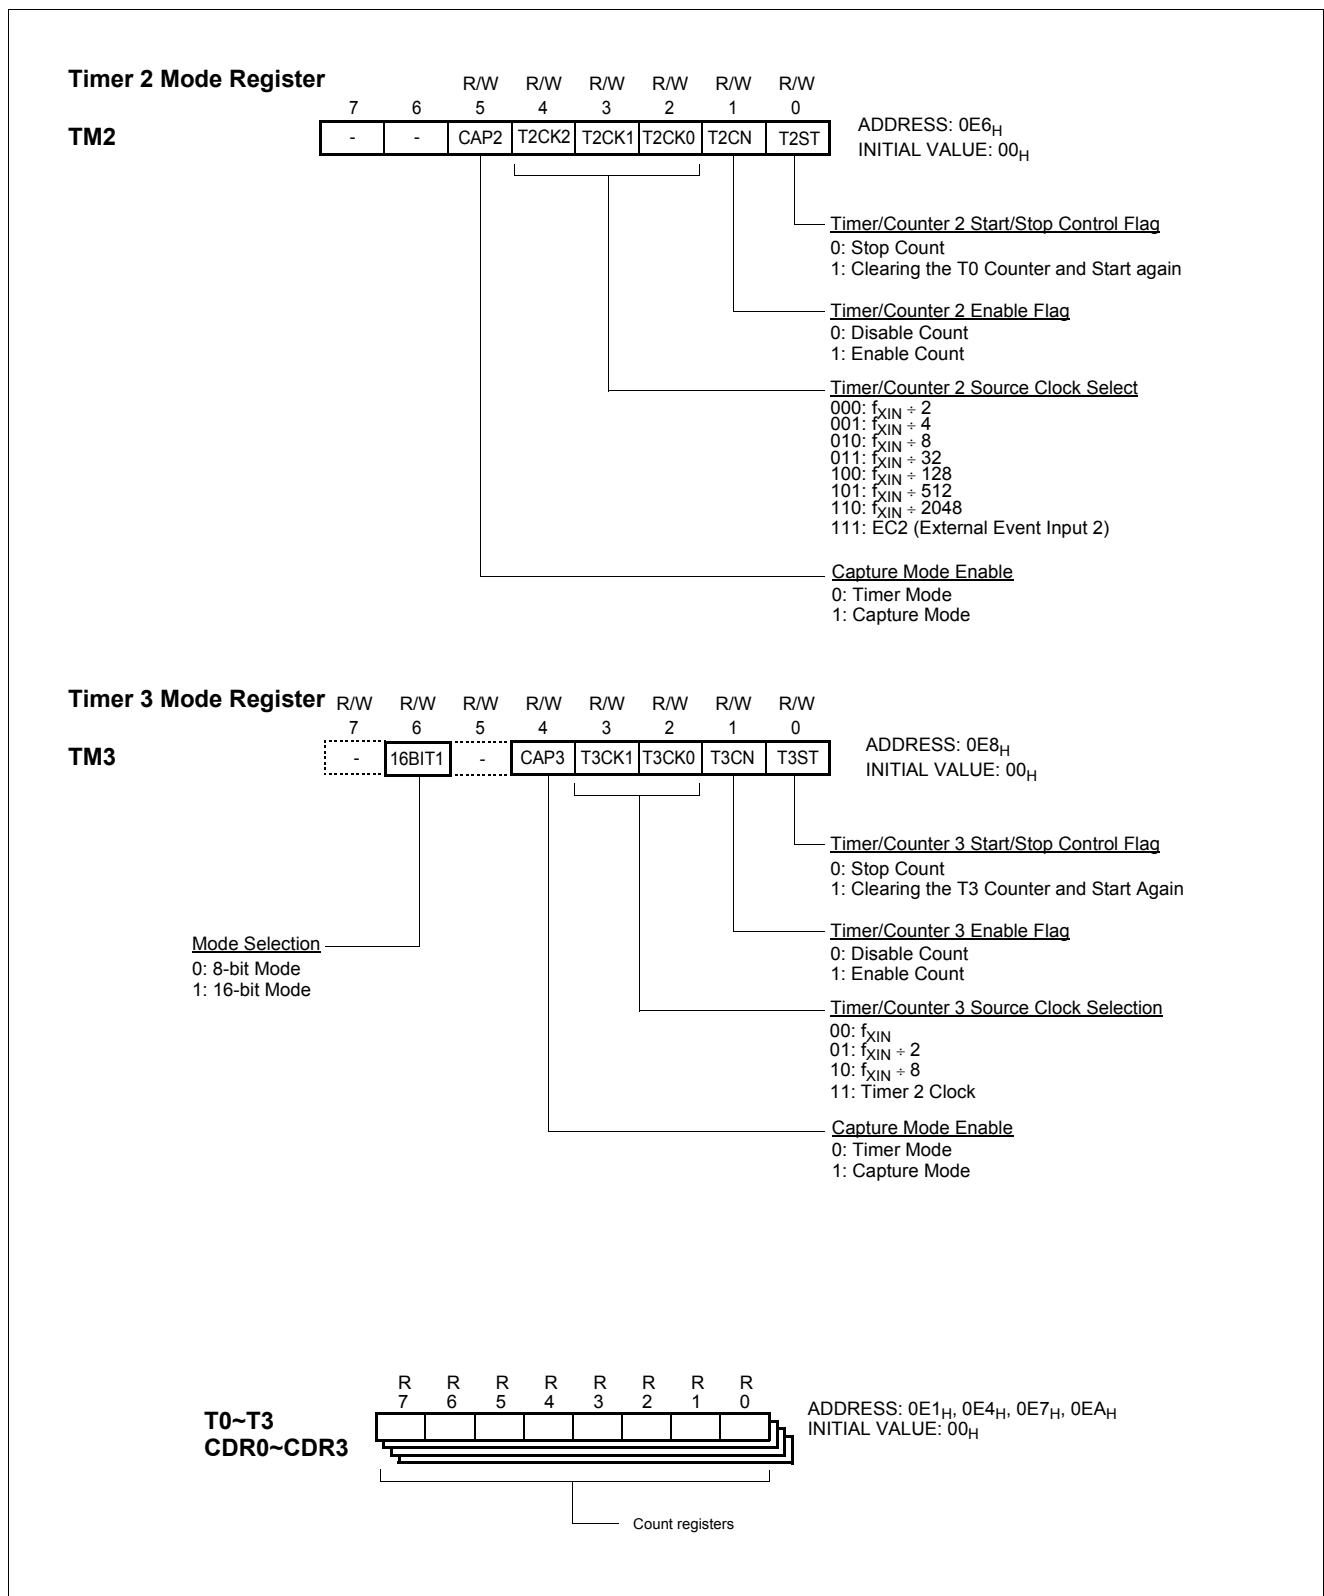 Timer 2 Mode Register
R/W R/W R/W R/W R/W R/W
7 6 5 4 3 2 1 0
TM2
- - CAP2 T2CK2 T2CK1 T2CK0 T2CN T2ST
ADDRESS: 0E6H
INITIAL VALUE: 00H
Timer/Counter 2 Start/Stop Control Flag
0: Stop Count
1: Clearing the T0 Counter and Start again
Timer/Counter 2 Enable Flag
0: Disable Count
1: Enable Count
Timer/Counter 2 Source Clock Select
000: fXIN ÷ 2
001: fXIN ÷ 4
010: fXIN ÷ 8
011: fXIN ÷ 32
100: fXIN ÷ 128
101: fXIN ÷ 512
110: fXIN ÷ 2048
111: EC2 (External Event Input 2)
Capture Mode Enable
0: Timer Mode
1: Capture Mode
Timer 3 Mode Register
R/W R/W R/W R/W R/W R/W R/W R/W
7 6 5 4 3 2 1 0
TM3
- 16BIT1 - CAP3 T3CK1 T3CK0 T3CN T3ST
ADDRESS: 0E8H
INITIAL VALUE: 00H
Timer/Counter 3 Start/Stop Control Flag
0: Stop Count
1: Clearing the T3 Counter and Start Again
Mode Selection
0: 8-bit Mode
1: 16-bit Mode
Timer/Counter 3 Enable Flag
0: Disable Count
1: Enable Count
Timer/Counter 3 Source Clock Selection
00: fXIN
01: fXIN ÷ 2
10: fXIN ÷ 8
11: Timer 2 Clock
Capture Mode Enable
0: Timer Mode
1: Capture Mode
R R R R R R R R
7 6 5 4 3 2 1 0
T0~T3
CDR0~CDR3
ADDRESS: 0E1H, 0E4H, 0E7H, 0EAH
INITIAL VALUE: 00H
Count registers